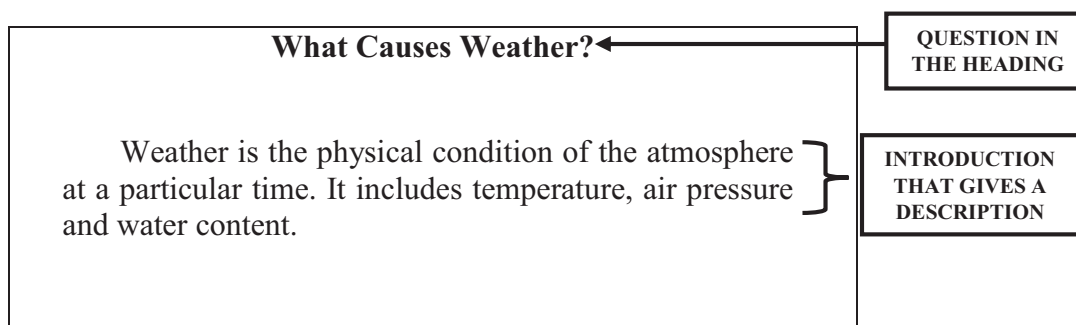 What Causes Weather?
QUESTION IN
THE HEADING
Weather is the physical condition of the atmosphere
at a particular time. It includes temperature, air pressure
and water content.
INTRODUCTION
THAT GIVES A
DESCRIPTION